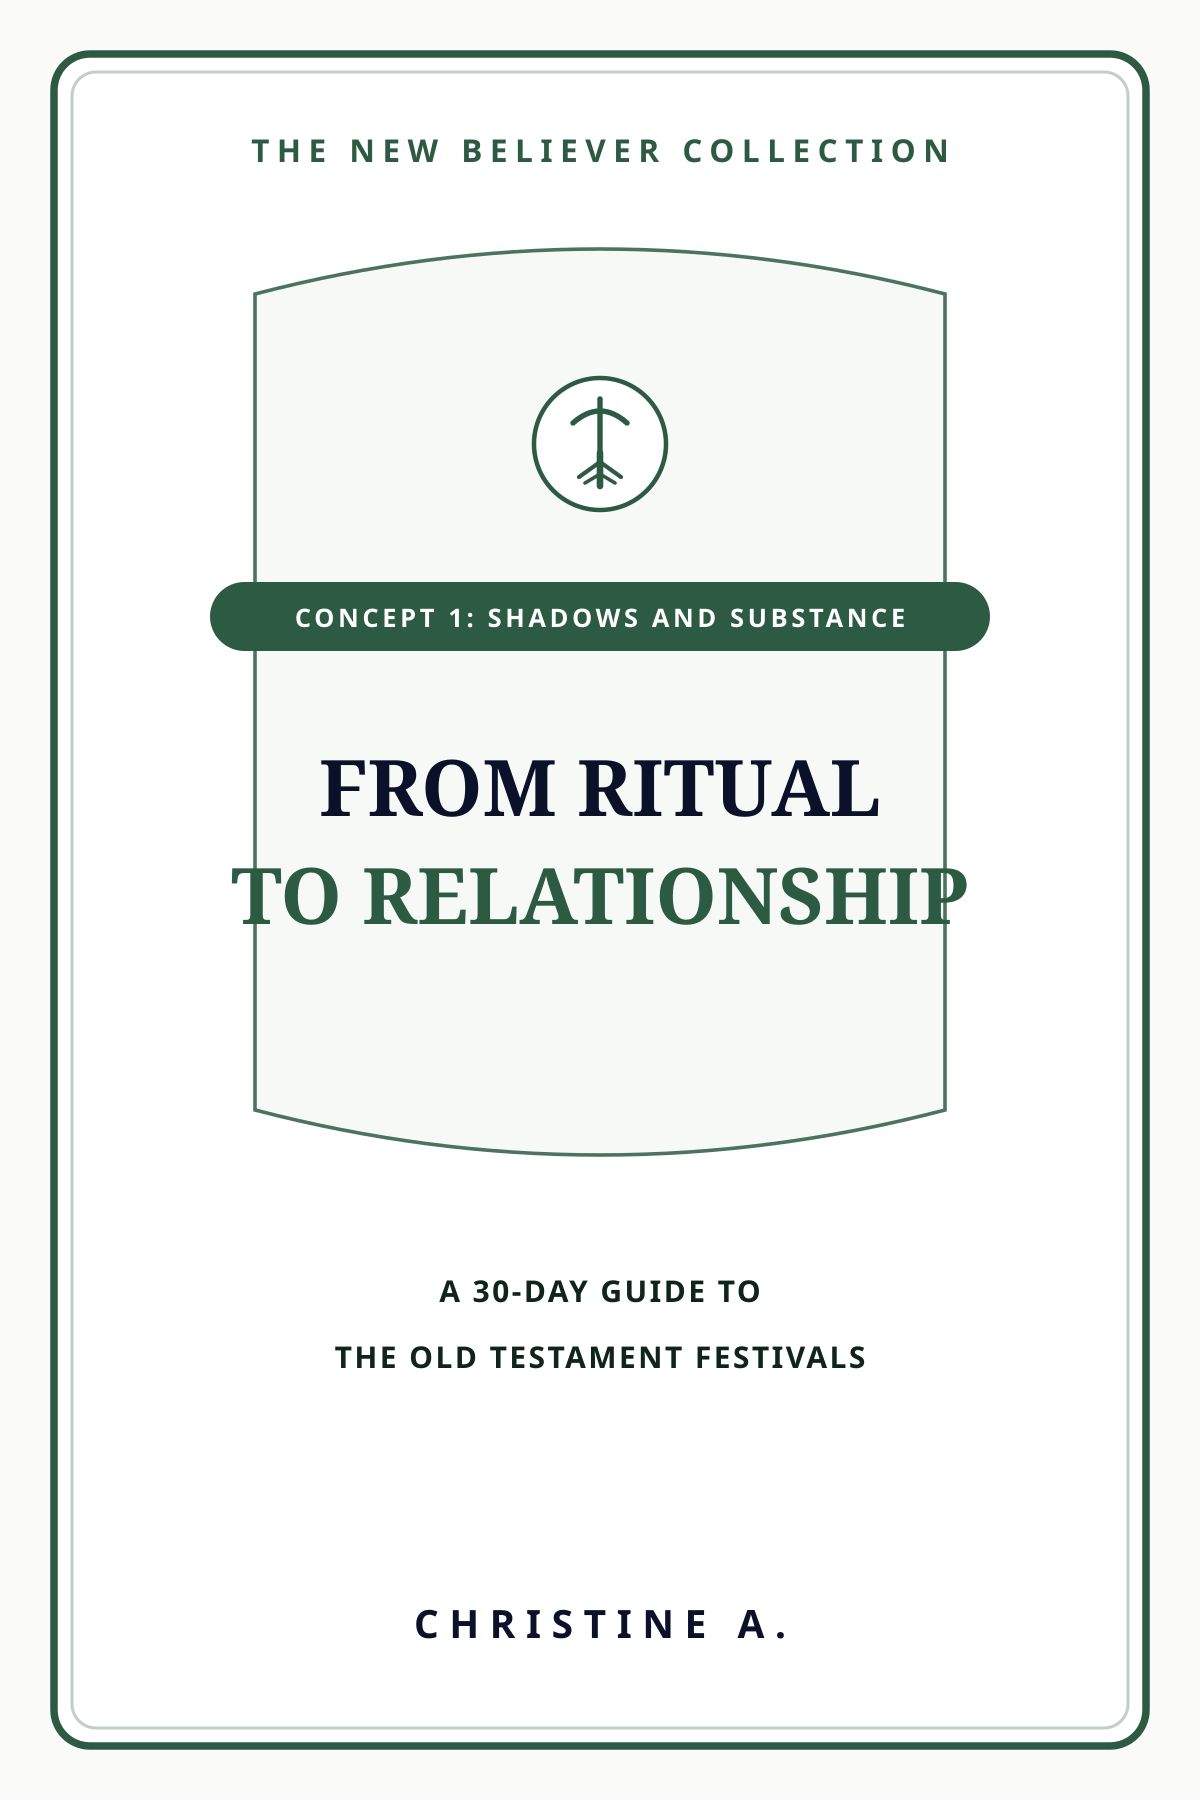 THE NEW BELIEVER COLLECTION
CONCEPT 1: SHADOWS AND SUBSTANCE
FROM RITUAL
TO RELATIONSHIP
A 30-DAY GUIDE TO
THE OLD TESTAMENT FESTIVALS
CHRISTINE A.